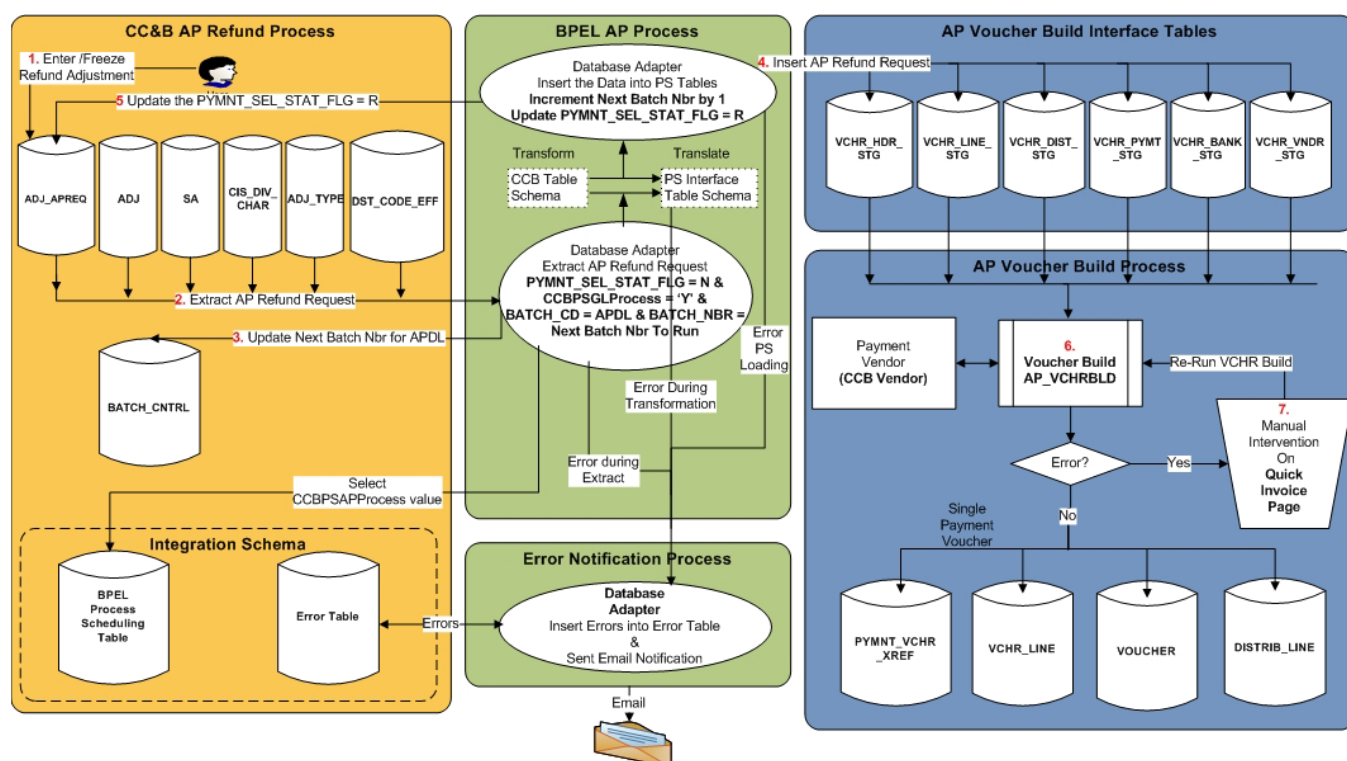 CC&B AP Refund Process
1. Enter /Freeze
Refund Adjustment
5 Update the PYMNT_SEL_STAT_FLG = R
ADJ_APREQ
ADJ
SA
CIS_DIV_
CHAR
ADJ_TYPE
DST_CODE_EFF
2. Extract AP Refund Request
3. Update Next Batch Nbr for APDL
BATCH_CNTRL
Select
CCBPSAPProcess value
Integration Schema
BPEL
Process
Scheduling
Table
Error Table
Errors
BPEL AP Process
Database Adapter
Insert the Data into PS Tables
Increment Next Batch Nbr by 1
Update PYMNT_SEL_STAT_FLG = R
Transform
Translate
CCB Table
Schema
PS Interface
Table Schema
Database Adapter
Extract AP Refund Request
PYMNT_SEL_STAT_FLG = N &
CCBPSGLProcess = 'Y' &
BATCH_CD = APDL & BATCH_NBR =
Next Batch Nbr To Run
Error
PS
Loading
Error During
Transformation
Error during
Extract
Error Notification Process
Database
Adapter
Insert Errors into Error Table
&
Sent Email Notification
Email
AP Voucher Build Interface Tables
4. Insert AP Refund Request
VCHR_HDR_
STG
VCHR_LINE_
STG
VCHR_DIST_
STG
VCHR_PYMT
_STG
VCHR_BANK
_STG
VCHR_VNDR
_STG
AP Voucher Build Process
Payment
Vendor
(CCB Vendor)
6.
Voucher Build
AP_VCHRBLD
Re-Run VCHR Build
7.
Manual
Intervention
On
Quick
Invoice
Page
Error?
Yes
No
Single
Payment
Voucher
PYMNT_VCHR
_XREF
VCHR_LINE
VOUCHER
DISTRIB_LINE